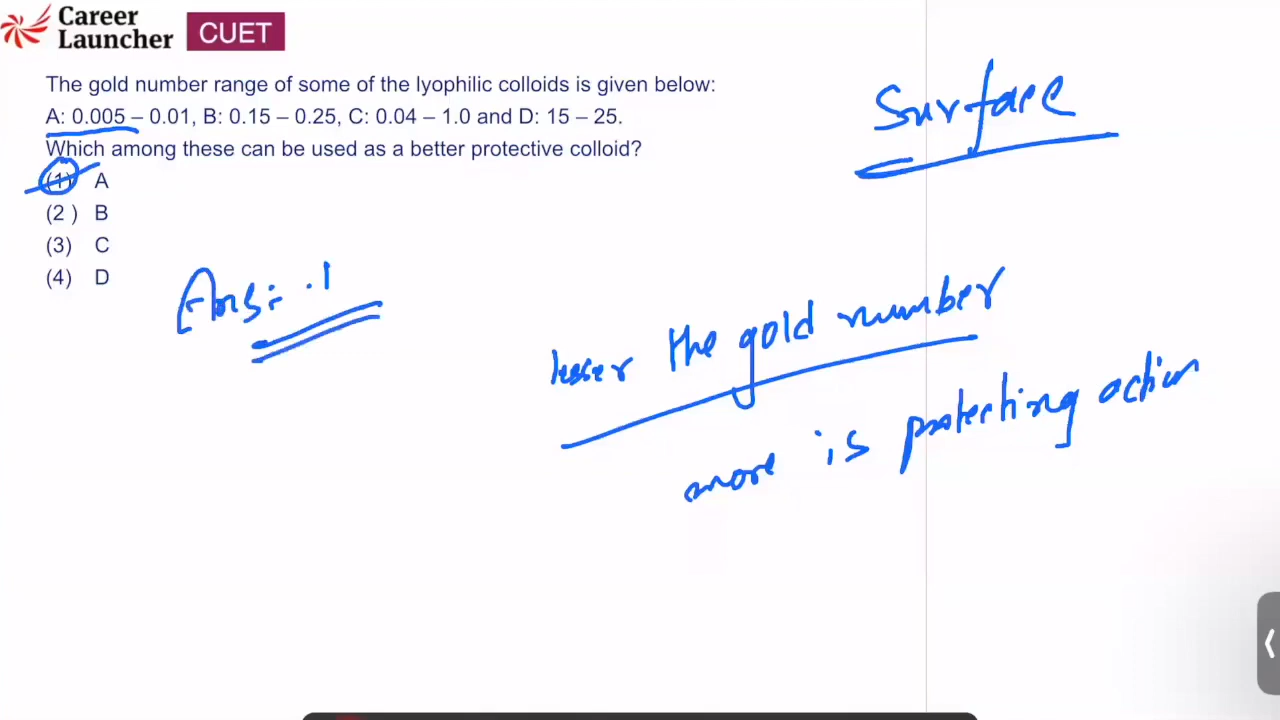 Career
Launcher
CUET
The gold number range of some of the lyophilic colloids is given below:
A: 0.005 – 0.01, B: 0.15 – 0.25, C: 0.04 – 1.0 and D: 15 – 25.
Which among these can be used as a better protective colloid?
(1) A
(2 ) B
(3) C
(4) D
Surface
Ans:- .1
lesser the gold number
more is protecting action